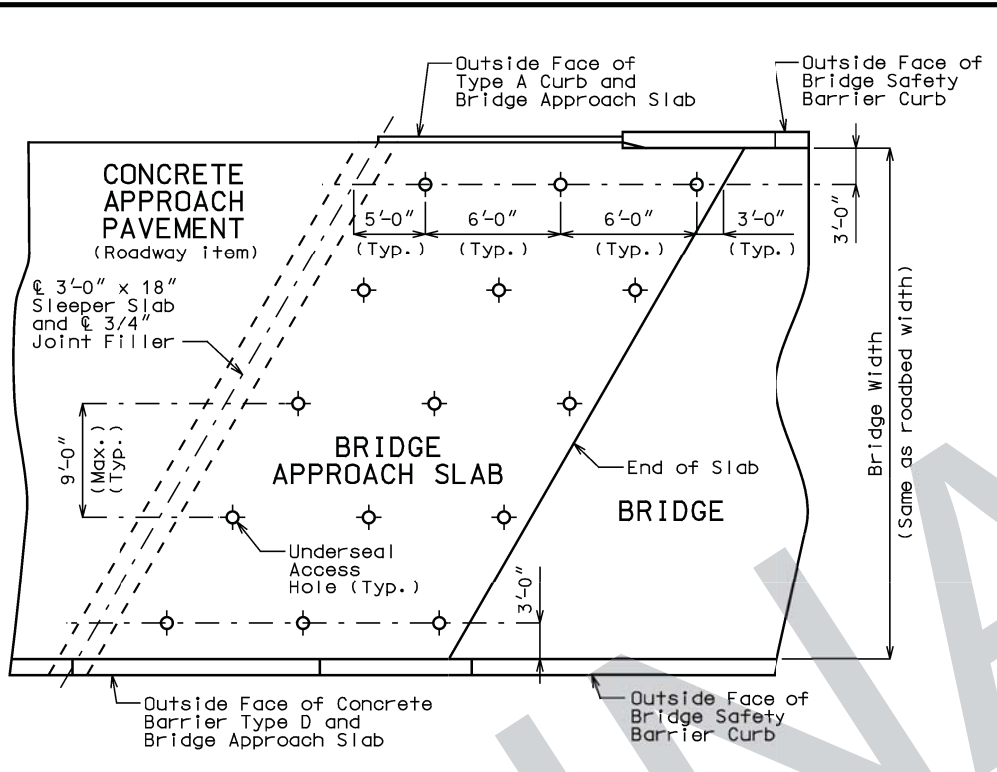 Outside Face of
Type A Curb and
Bridge Approach Slab
Outside Face of
Bridge Safety
Barrier Curb
CONCRETE
APPROACH
PAVEMENT
(Roadway item)
5'-0"
(Typ.)
6'-0"
(Typ.)
6'-0"
(Typ.)
3'-0"
(Typ.)
3'-0"
℄ 3'-0" x 18"
Sleeper Slab
and ℄ 3/4"
Joint Filler
9'-0"
(Max.)
(Typ.)
BRIDGE
APPROACH SLAB
End of Slab
BRIDGE
Bridge Width
(Same as roadbed width)
Underseal
Access
Hole (Typ.)
3'-0"
Outside Face of Concrete
Barrier Type D and
Bridge Approach Slab
Outside Face of
Bridge Safety
Barrier Curb